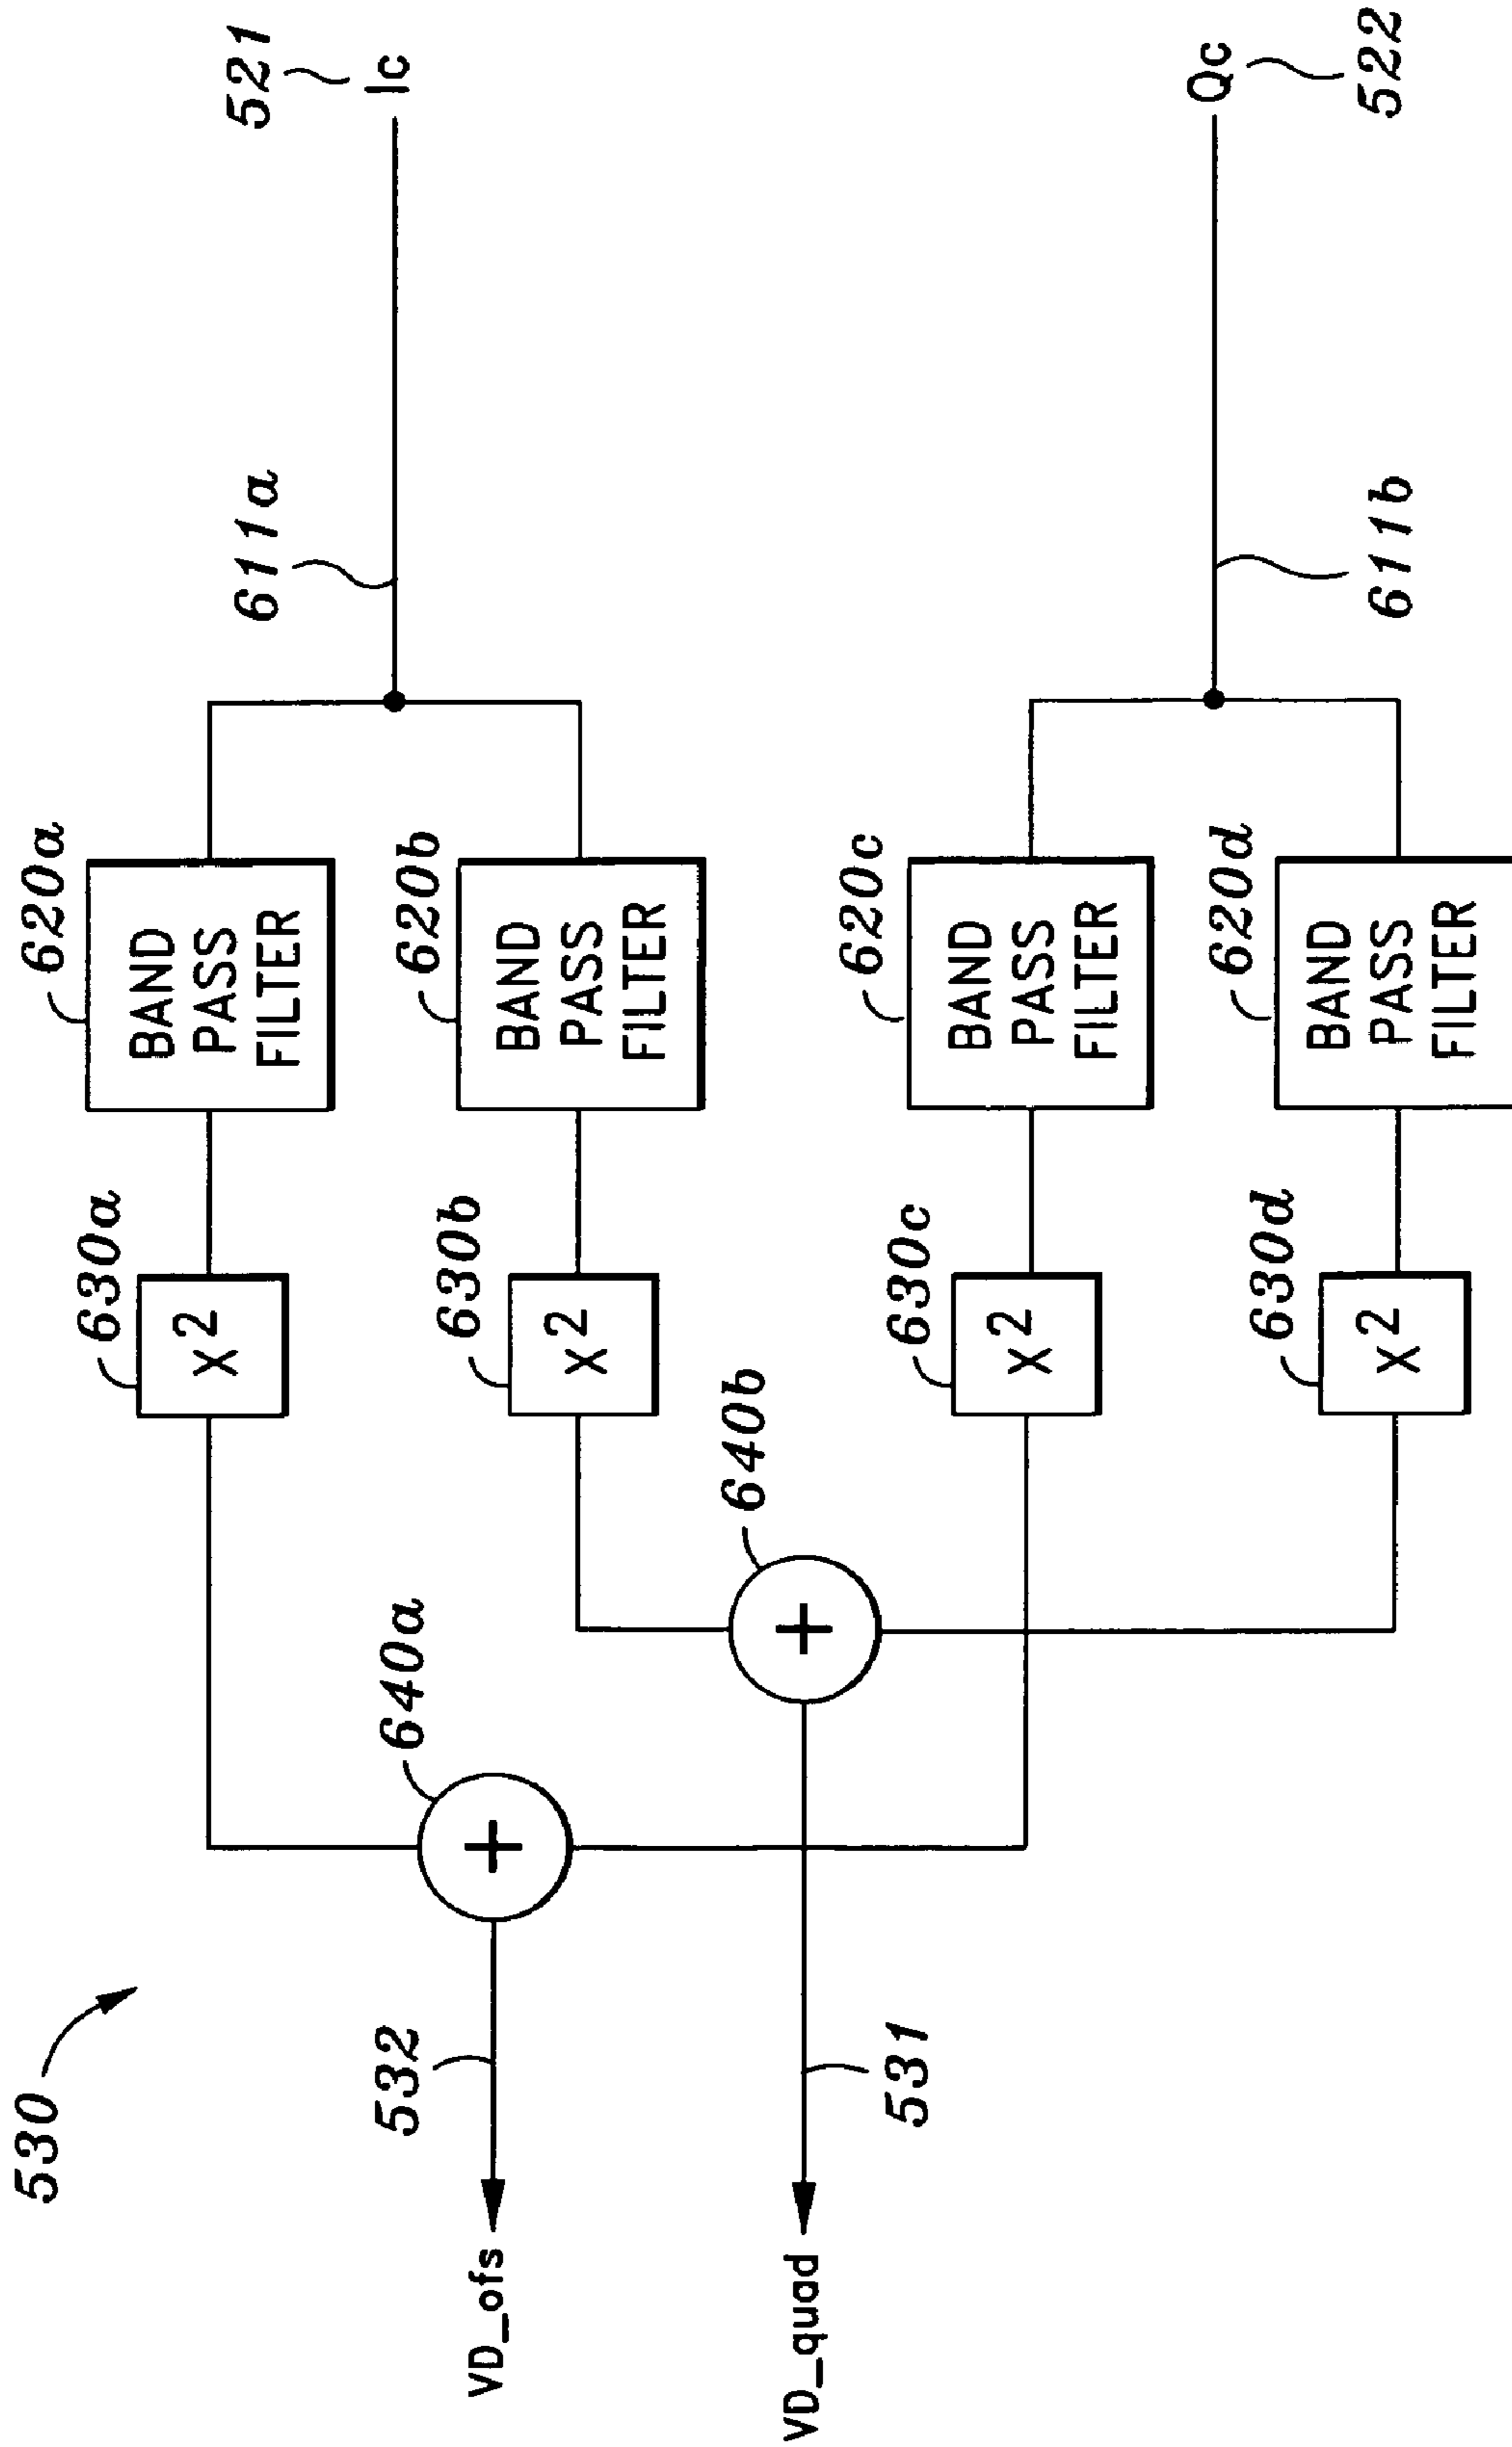 530
620a
630a
BAND
PASS
FILTER
X2
521
611a
Ic
532
640a
VD_ofs
620b
630b
BAND
PASS
FILTER
X2
+
640b
+
VD_quad
531
620c
630c
BAND
PASS
FILTER
X2
Qc
620d
630d
BAND
PASS
FILTER
X2
611b
522